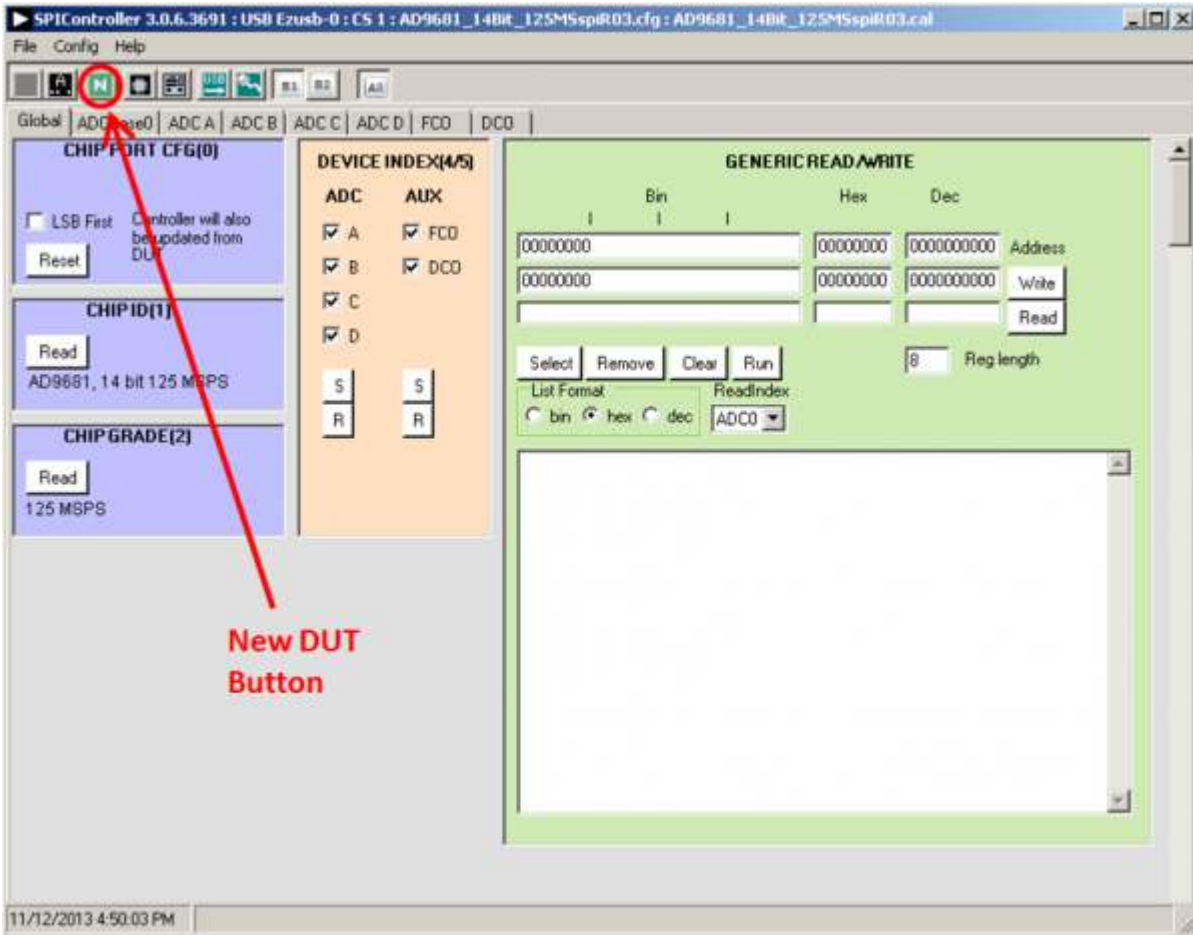 SPIController 3.0.6.3691 : USB Ezusb-0 : CS 1 : AD9681_14Bit_125MSspiR03.cfg : AD9681_14Bit_125MSspiR03.cal
File Config Help
N USB B1 B2 All
Global ADC A ADC B ADC C ADC D FCO DCO
CHIP PORT CFG(0)
LSB First
Controller will also
be updated from
DUT
Reset
CHIP ID(1)
Read
AD9681, 14 bit 125 MSPS
CHIP GRADE(2)
Read
125 MSPS
DEVICE INDEX(4/5)
ADC AUX
A FCO
B DCO
C
D
S S
R R
GENERIC READ/WRITE
Bin Hex Dec
00000000 00000000 0000000000 Address
00000000 00000000 0000000000 Write
Read
Select Remove Clear Run
8 Reg length
List Format
bin hex dec
ReadIndex
ADC0
New DUT
Button
11/12/2013 4:50:03 PM